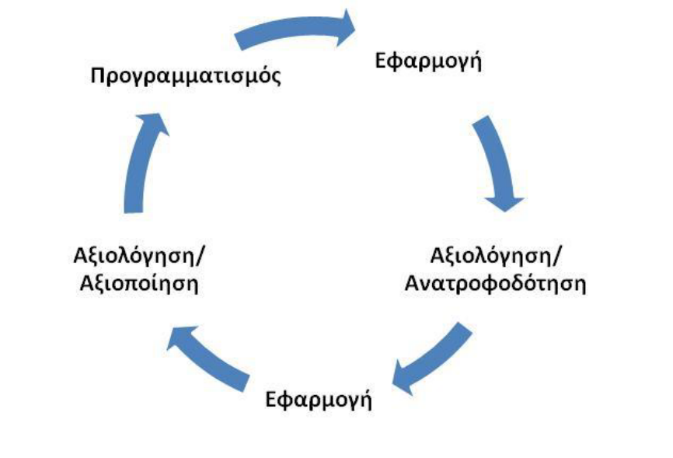 Προγραμματισμός
Εφαρμογή
Αξιολόγηση/
Ανατροφοδότηση
Εφαρμογή
Αξιολόγηση/
Αξιοποίηση